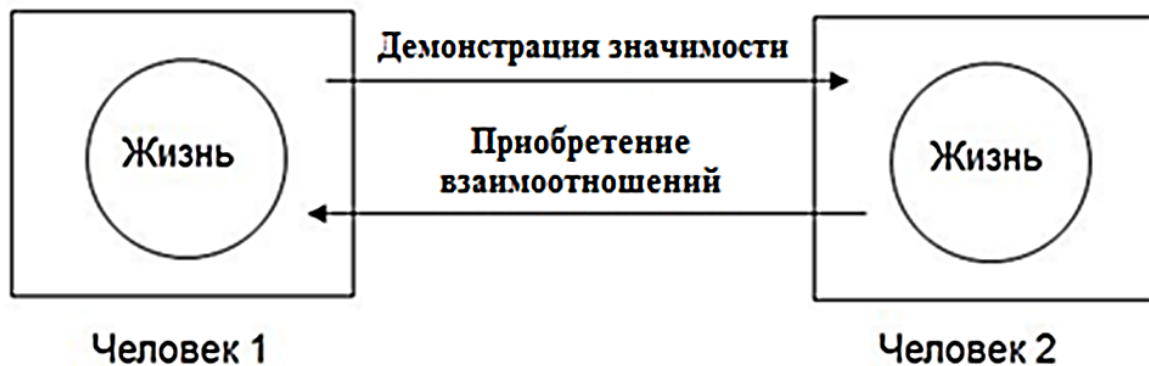 Демонстрация значимости
Жизнь
Приобретение
взаимоотношений
Жизнь
Человек 1
Человек 2